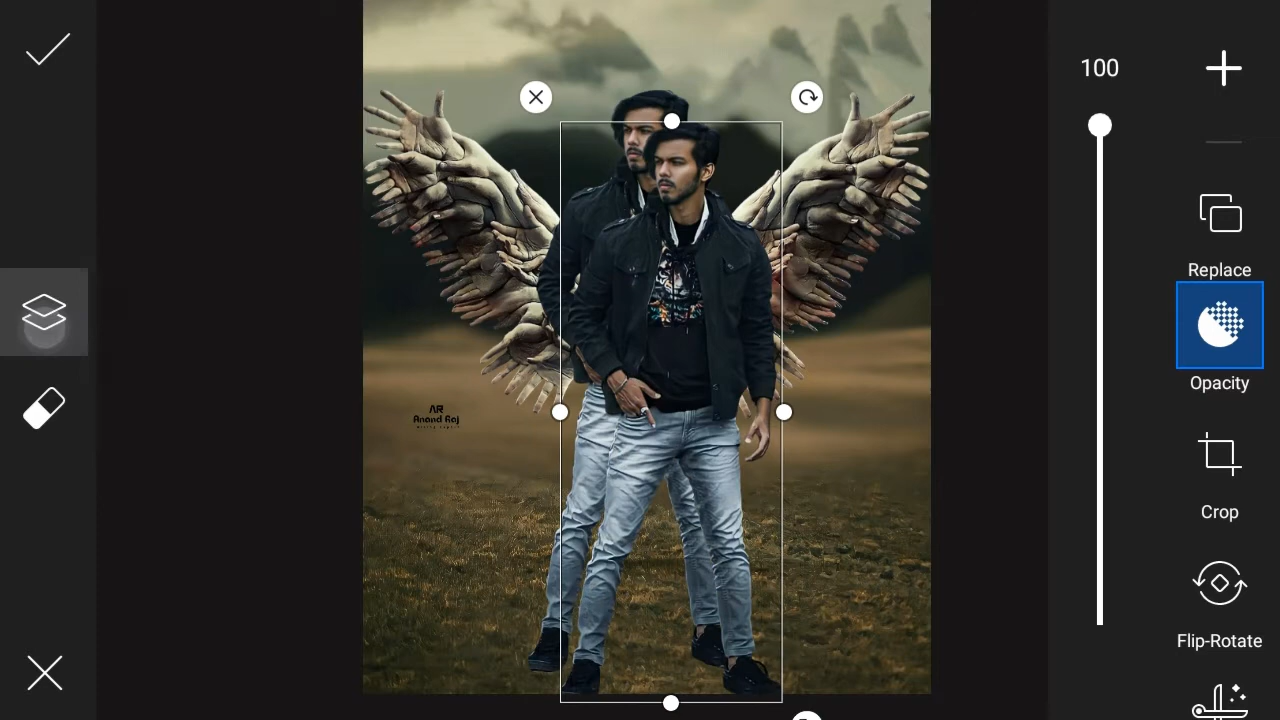 100
Replace
Opacity
Crop
Flip-Rotate
AR
Anand Raj